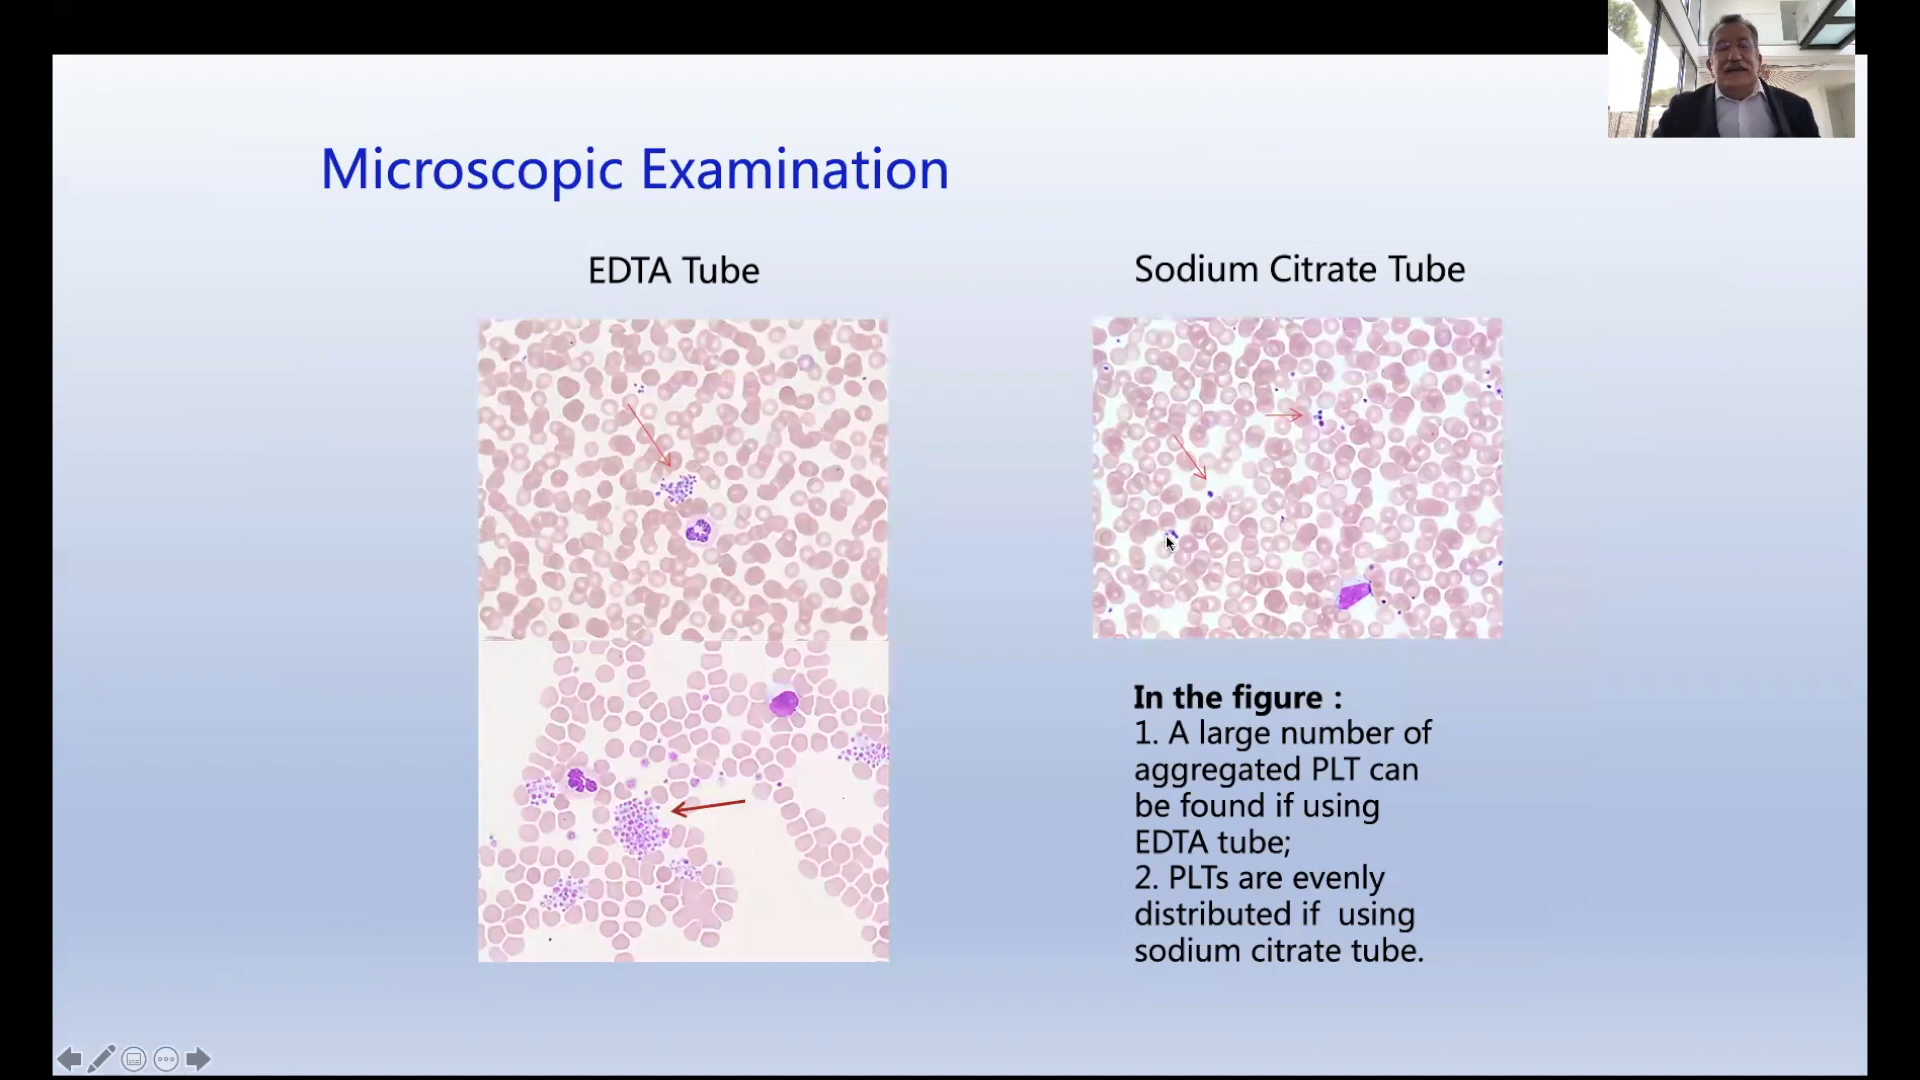 Microscopic Examination
EDTA Tube
Sodium Citrate Tube
In the figure :
1. A large number of
aggregated PLT can
be found if using
EDTA tube;
2. PLTs are evenly
distributed if  using
sodium citrate tube.